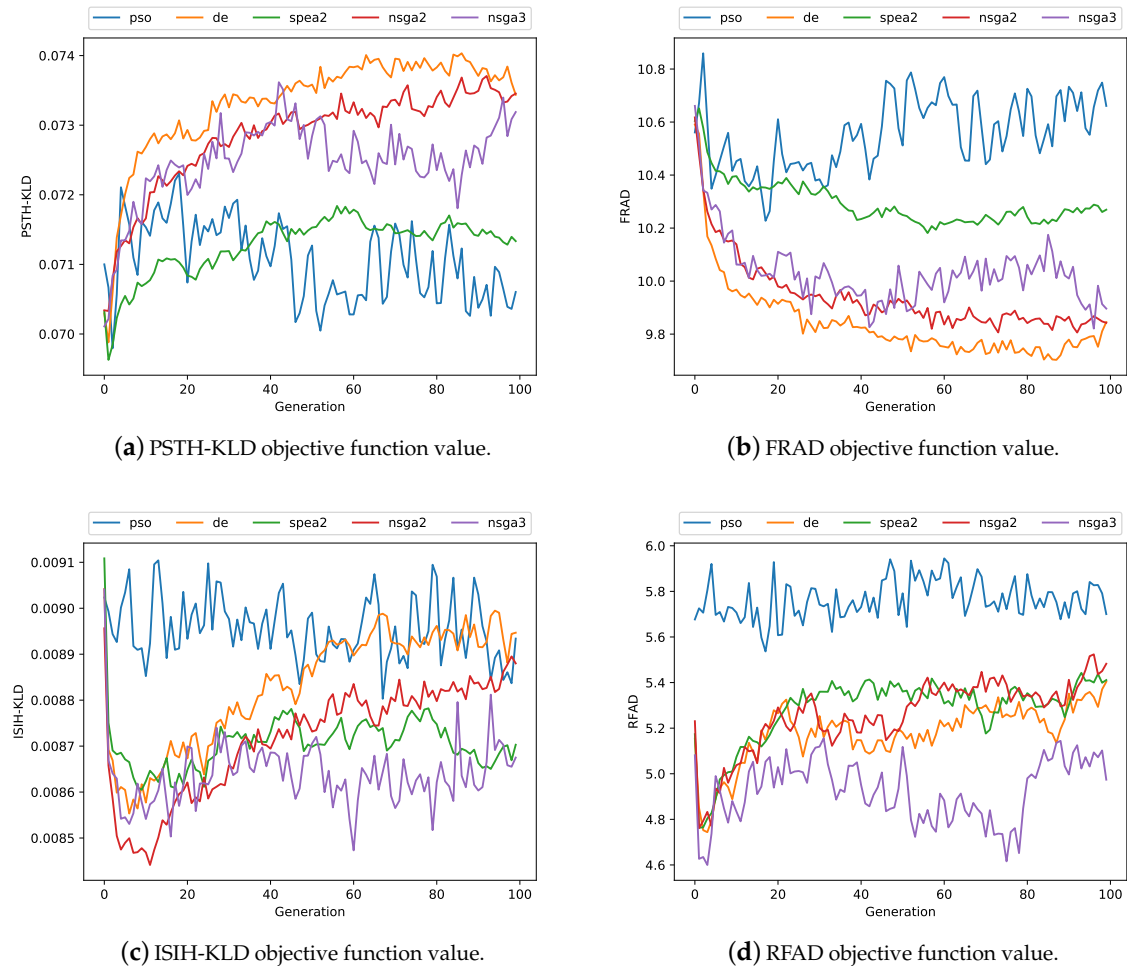 pso de spea2 nsga2 nsga3
0.074
0.073
0.072
0.071
0.070
PSTH-KLD
0 20 40 60 80 100
Generation
(a) PSTH-KLD objective function value.
pso de spea2 nsga2 nsga3
10.8
10.6
10.4
10.2
10.0
9.8
FRAD
0 20 40 60 80 100
Generation
(b) FRAD objective function value.
pso de spea2 nsga2 nsga3
0.0091
0.0090
0.0089
0.0088
0.0087
0.0086
0.0085
ISIH-KLD
0 20 40 60 80 100
Generation
(c) ISIH-KLD objective function value.
pso de spea2 nsga2 nsga3
6.0
5.8
5.6
5.4
5.2
5.0
4.8
4.6
RFAD
0 20 40 60 80 100
Generation
(d) RFAD objective function value.